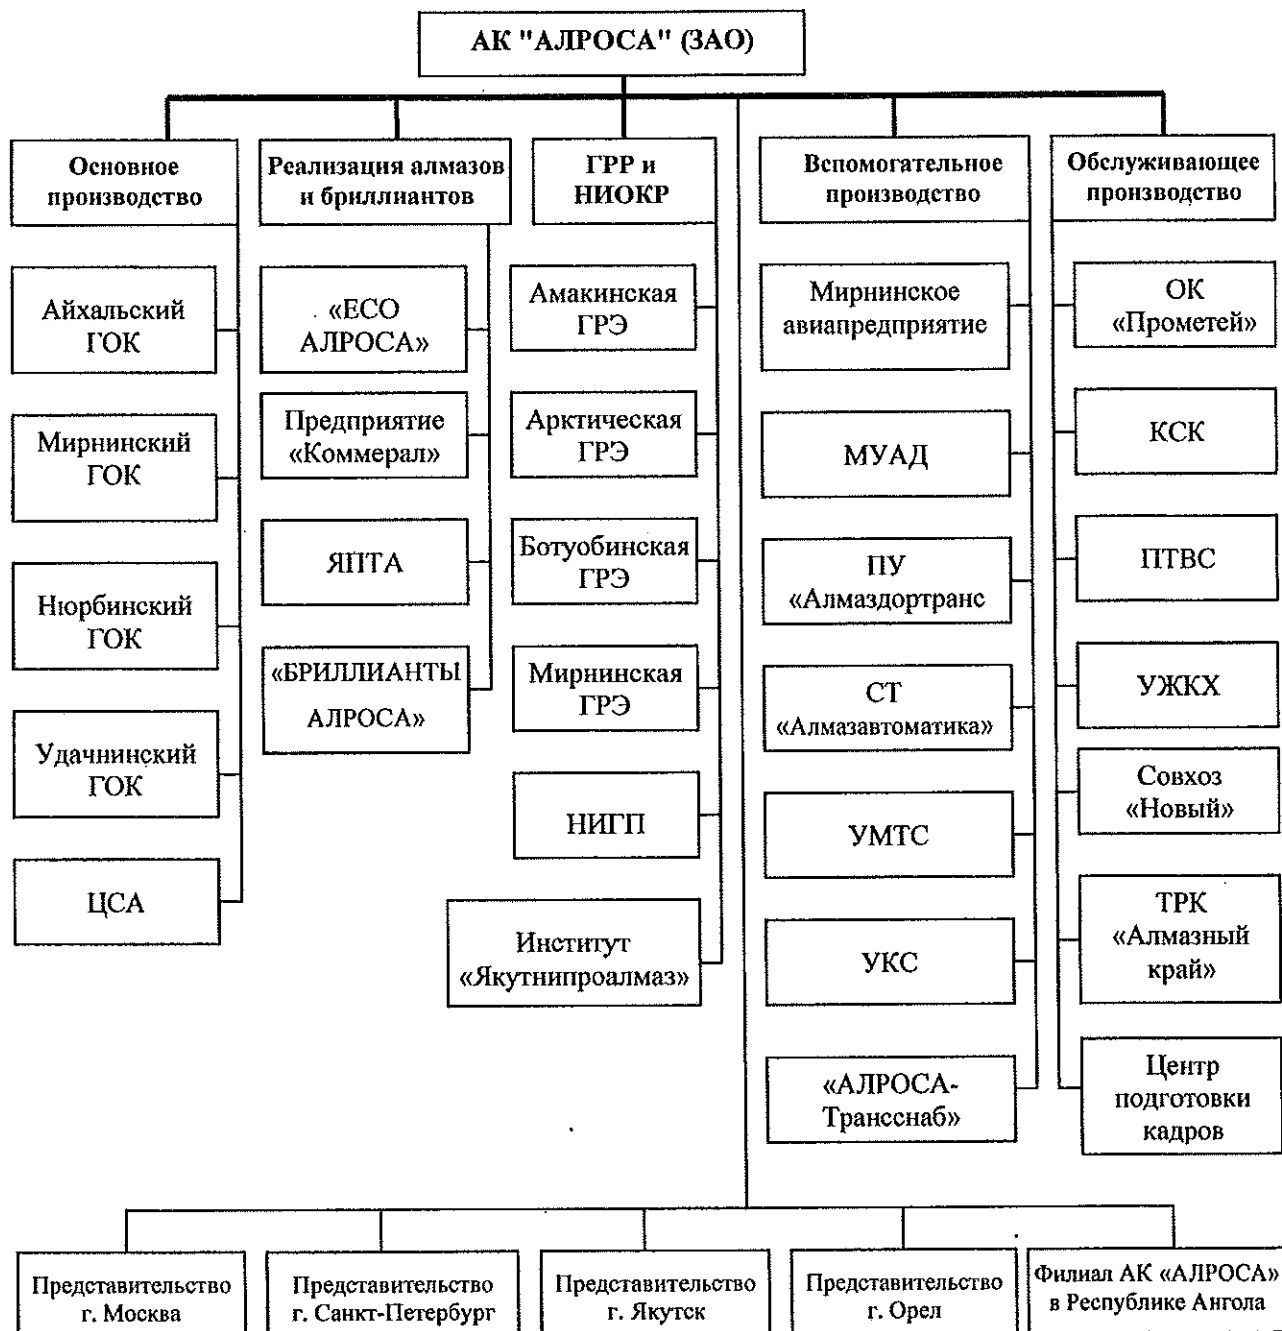 АК "АЛРОСА" (ЗАО)
Основное
производство
Реализация алмазов
и бриллиантов
ГРР и
НИОКР
Вспомогательное
производство
Обслуживающее
производство
Айхальский
ГОК
Мирнинский
ГОК
Нюрбинский
ГОК
Удачнинский
ГОК
ЦСА
«ЕСО
АЛРОСА»
Предприятие
«Коммерал»
ЯПТА
«БРИЛЛИАНТЫ
АЛРОСА»
Амакинская
ГРЭ
Арктическая
ГРЭ
Ботуобинская
ГРЭ
Мирнинская
ГРЭ
НИГП
Институт
«Якутнипроалмаз»
Мирнинское
авиапредприятие
МУАД
ПУ
«Алмаздортранс
СТ
«Алмазавтоматика»
УМТС
УКС
«АЛРОСА-
Транссснаб»
ОК
«Прометей»
КСК
ПТВС
УЖКХ
Совхоз
«Новый»
ТРК
«Алмазный
край»
Центр
подготовки
кадров
Представительство
г. Москва
Представительство
г. Санкт-Петербург
Представительство
г. Якутск
Представительство
г. Орел
Филиал АК «АЛРОСА»
в Республике Ангола